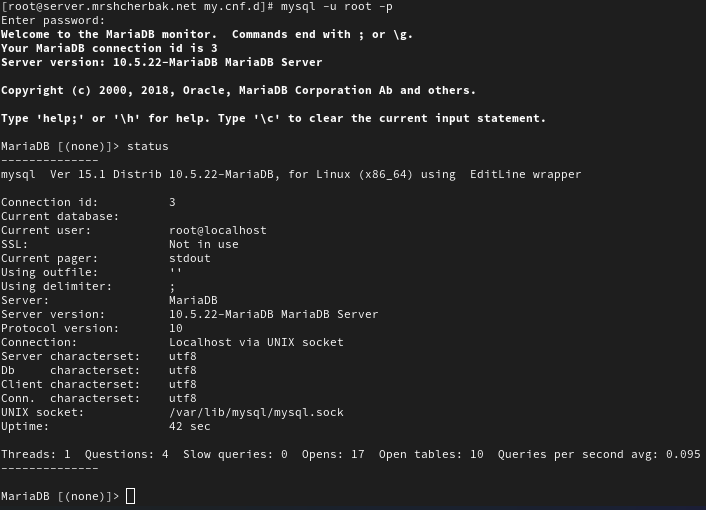 [root@server.mrshcherbak.net my.cnf.d]# mysql -u root -p
Enter password:
Welcome to the MariaDB monitor.  Commands end with ; or \g.
Your MariaDB connection id is 3
Server version: 10.5.22-MariaDB MariaDB Server

Copyright (c) 2000, 2018, Oracle, MariaDB Corporation Ab and others.

Type 'help;' or '\h' for help. Type '\c' to clear the current input statement.

MariaDB [(none)]> status
--------------
mysql  Ver 15.1 Distrib 10.5.22-MariaDB, for Linux (x86_64) using  EditLine wrapper

Connection id:          3
Current database:
Current user:           root@localhost
SSL:                    Not in use
Current pager:          stdout
Using outfile:          ''
Using delimiter:        ;
Server:                 MariaDB
Server version:         10.5.22-MariaDB MariaDB Server
Protocol version:       10
Connection:             Localhost via UNIX socket
Server characterset:    utf8
Db     characterset:    utf8
Client characterset:    utf8
Conn.  characterset:    utf8
UNIX socket:            /var/lib/mysql/mysql.sock
Uptime:                 42 sec

Threads: 1  Questions: 4  Slow queries: 0  Opens: 17  Open tables: 10  Queries per second avg: 0.095
--------------

MariaDB [(none)]>